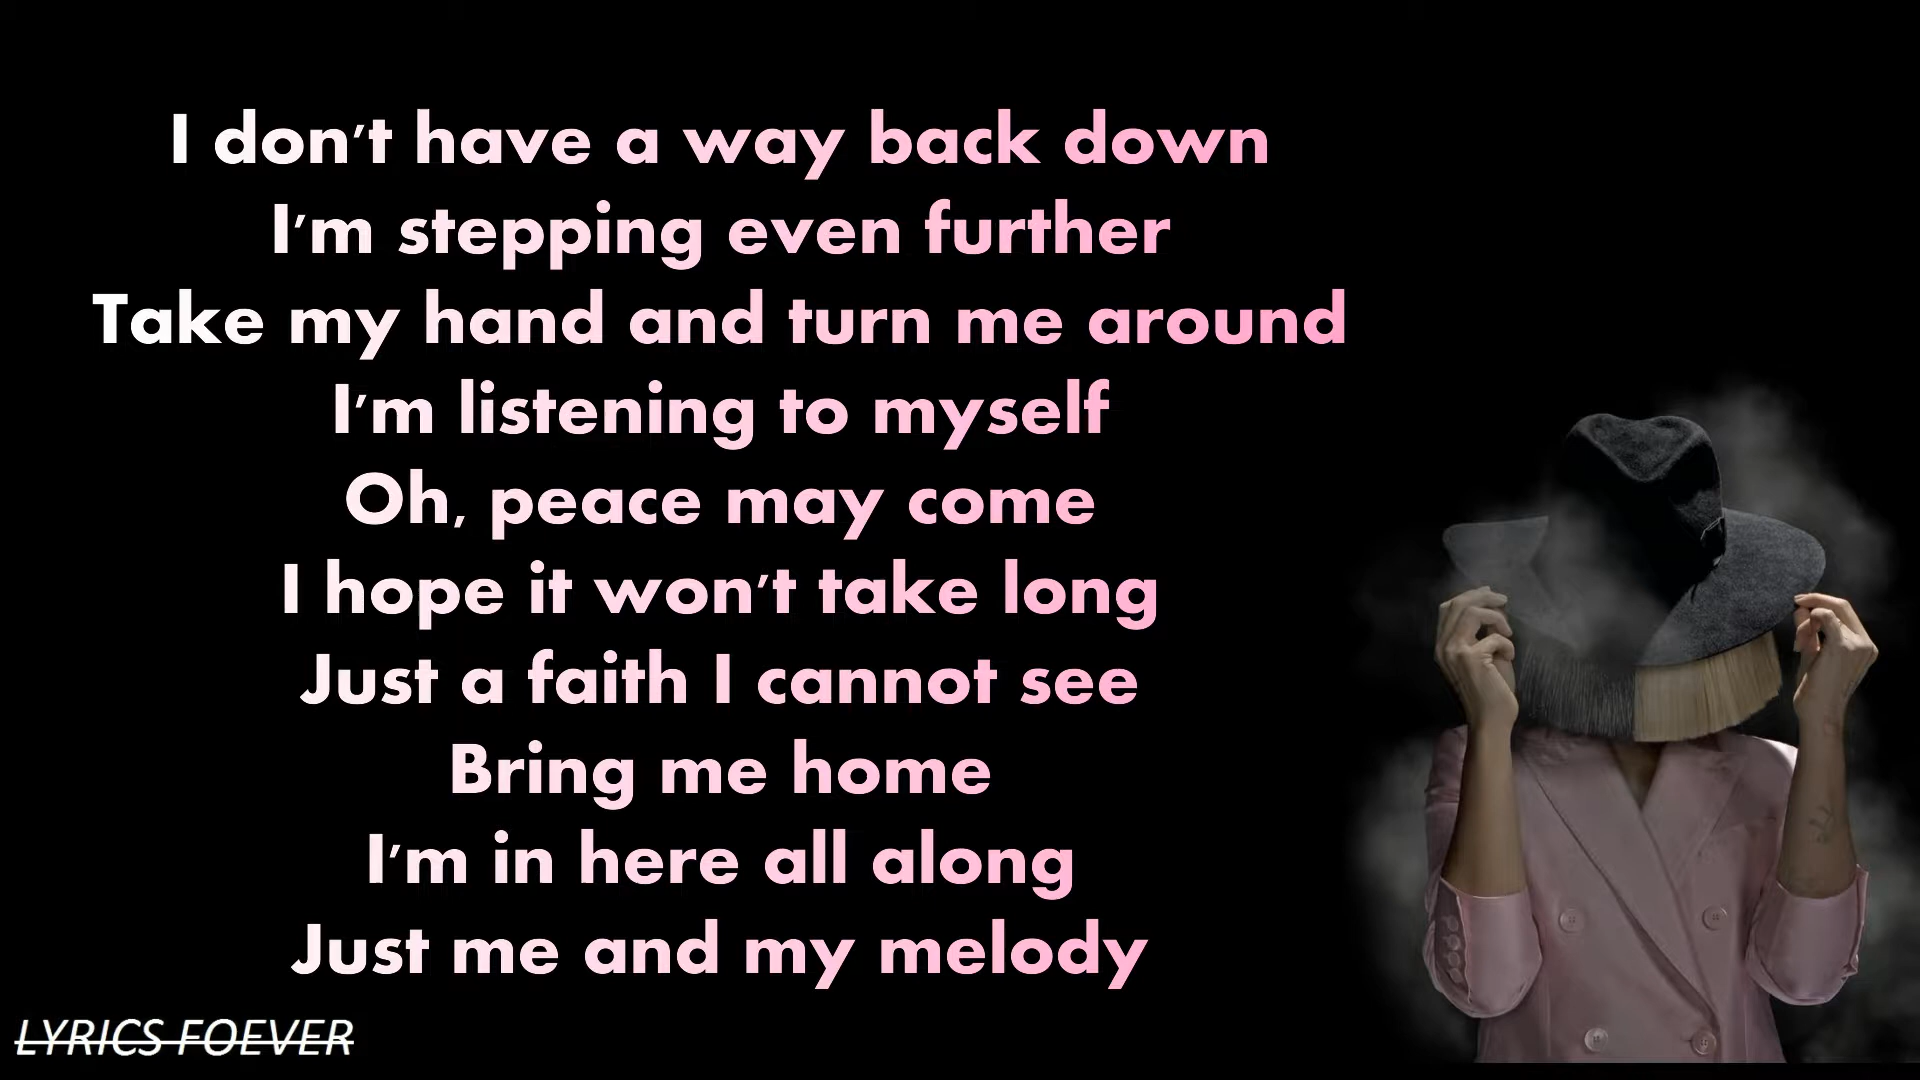 I don't have a way back down
I'm stepping even further
Take my hand and turn me around
I'm listening to myself
Oh, peace may come
I hope it won't take long
Just a faith I cannot see
Bring me home
I'm in here all along
Just me and my melody
LYRICS FOEVER